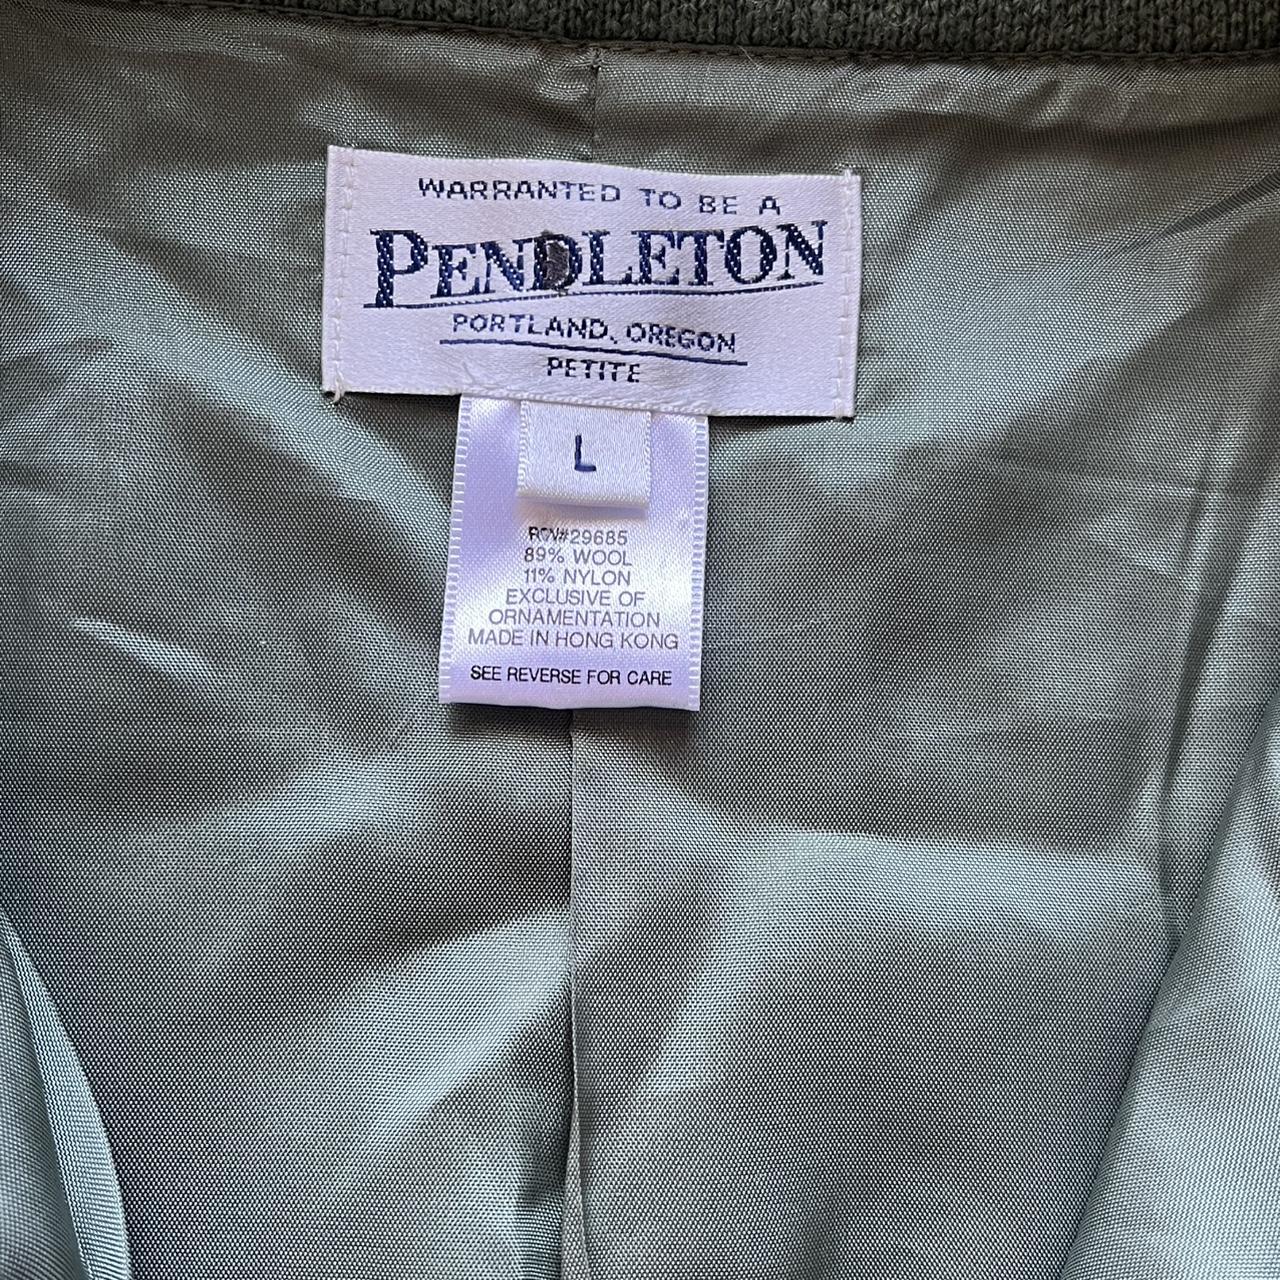 WARRANTED TO BE A
PENDLETON
PORTLAND, OREGON
PETITE
L
RN#29685
89% WOOL
11% NYLON
EXCLUSIVE OF
ORNAMENTATION
MADE IN HONG KONG
SEE REVERSE FOR CARE